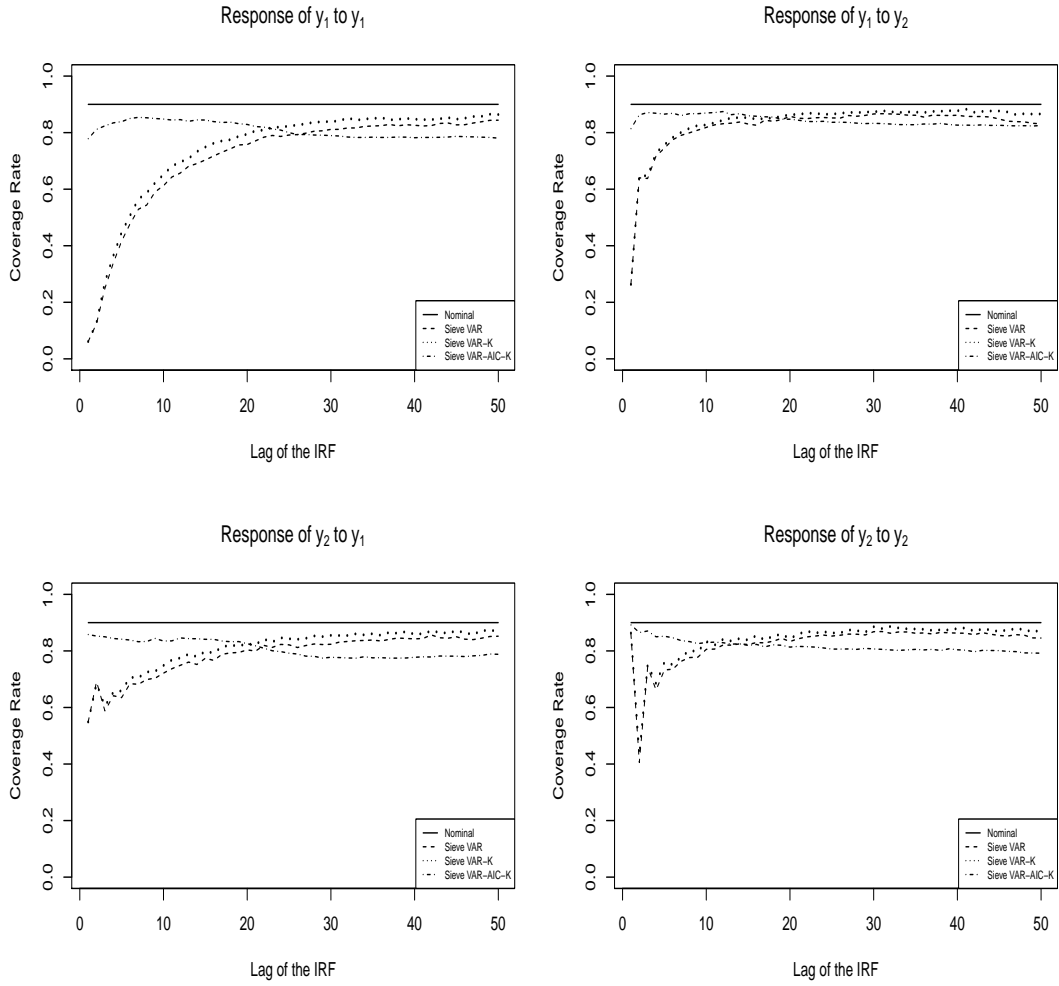 Response of y1 to y1
Coverage Rate
0.0 0.2 0.4 0.6 0.8 1.0
0 10 20 30 40 50
Lag of the IRF
Nominal
Sieve VAR
Sieve VAR−K
Sieve VAR−AIC−K
Response of y1 to y2
Coverage Rate
0.0 0.2 0.4 0.6 0.8 1.0
0 10 20 30 40 50
Lag of the IRF
Nominal
Sieve VAR
Sieve VAR−K
Sieve VAR−AIC−K
Response of y2 to y1
Coverage Rate
0.0 0.2 0.4 0.6 0.8 1.0
0 10 20 30 40 50
Lag of the IRF
Nominal
Sieve VAR
Sieve VAR−K
Sieve VAR−AIC−K
Response of y2 to y2
Coverage Rate
0.0 0.2 0.4 0.6 0.8 1.0
0 10 20 30 40 50
Lag of the IRF
Nominal
Sieve VAR
Sieve VAR−K
Sieve VAR−AIC−K